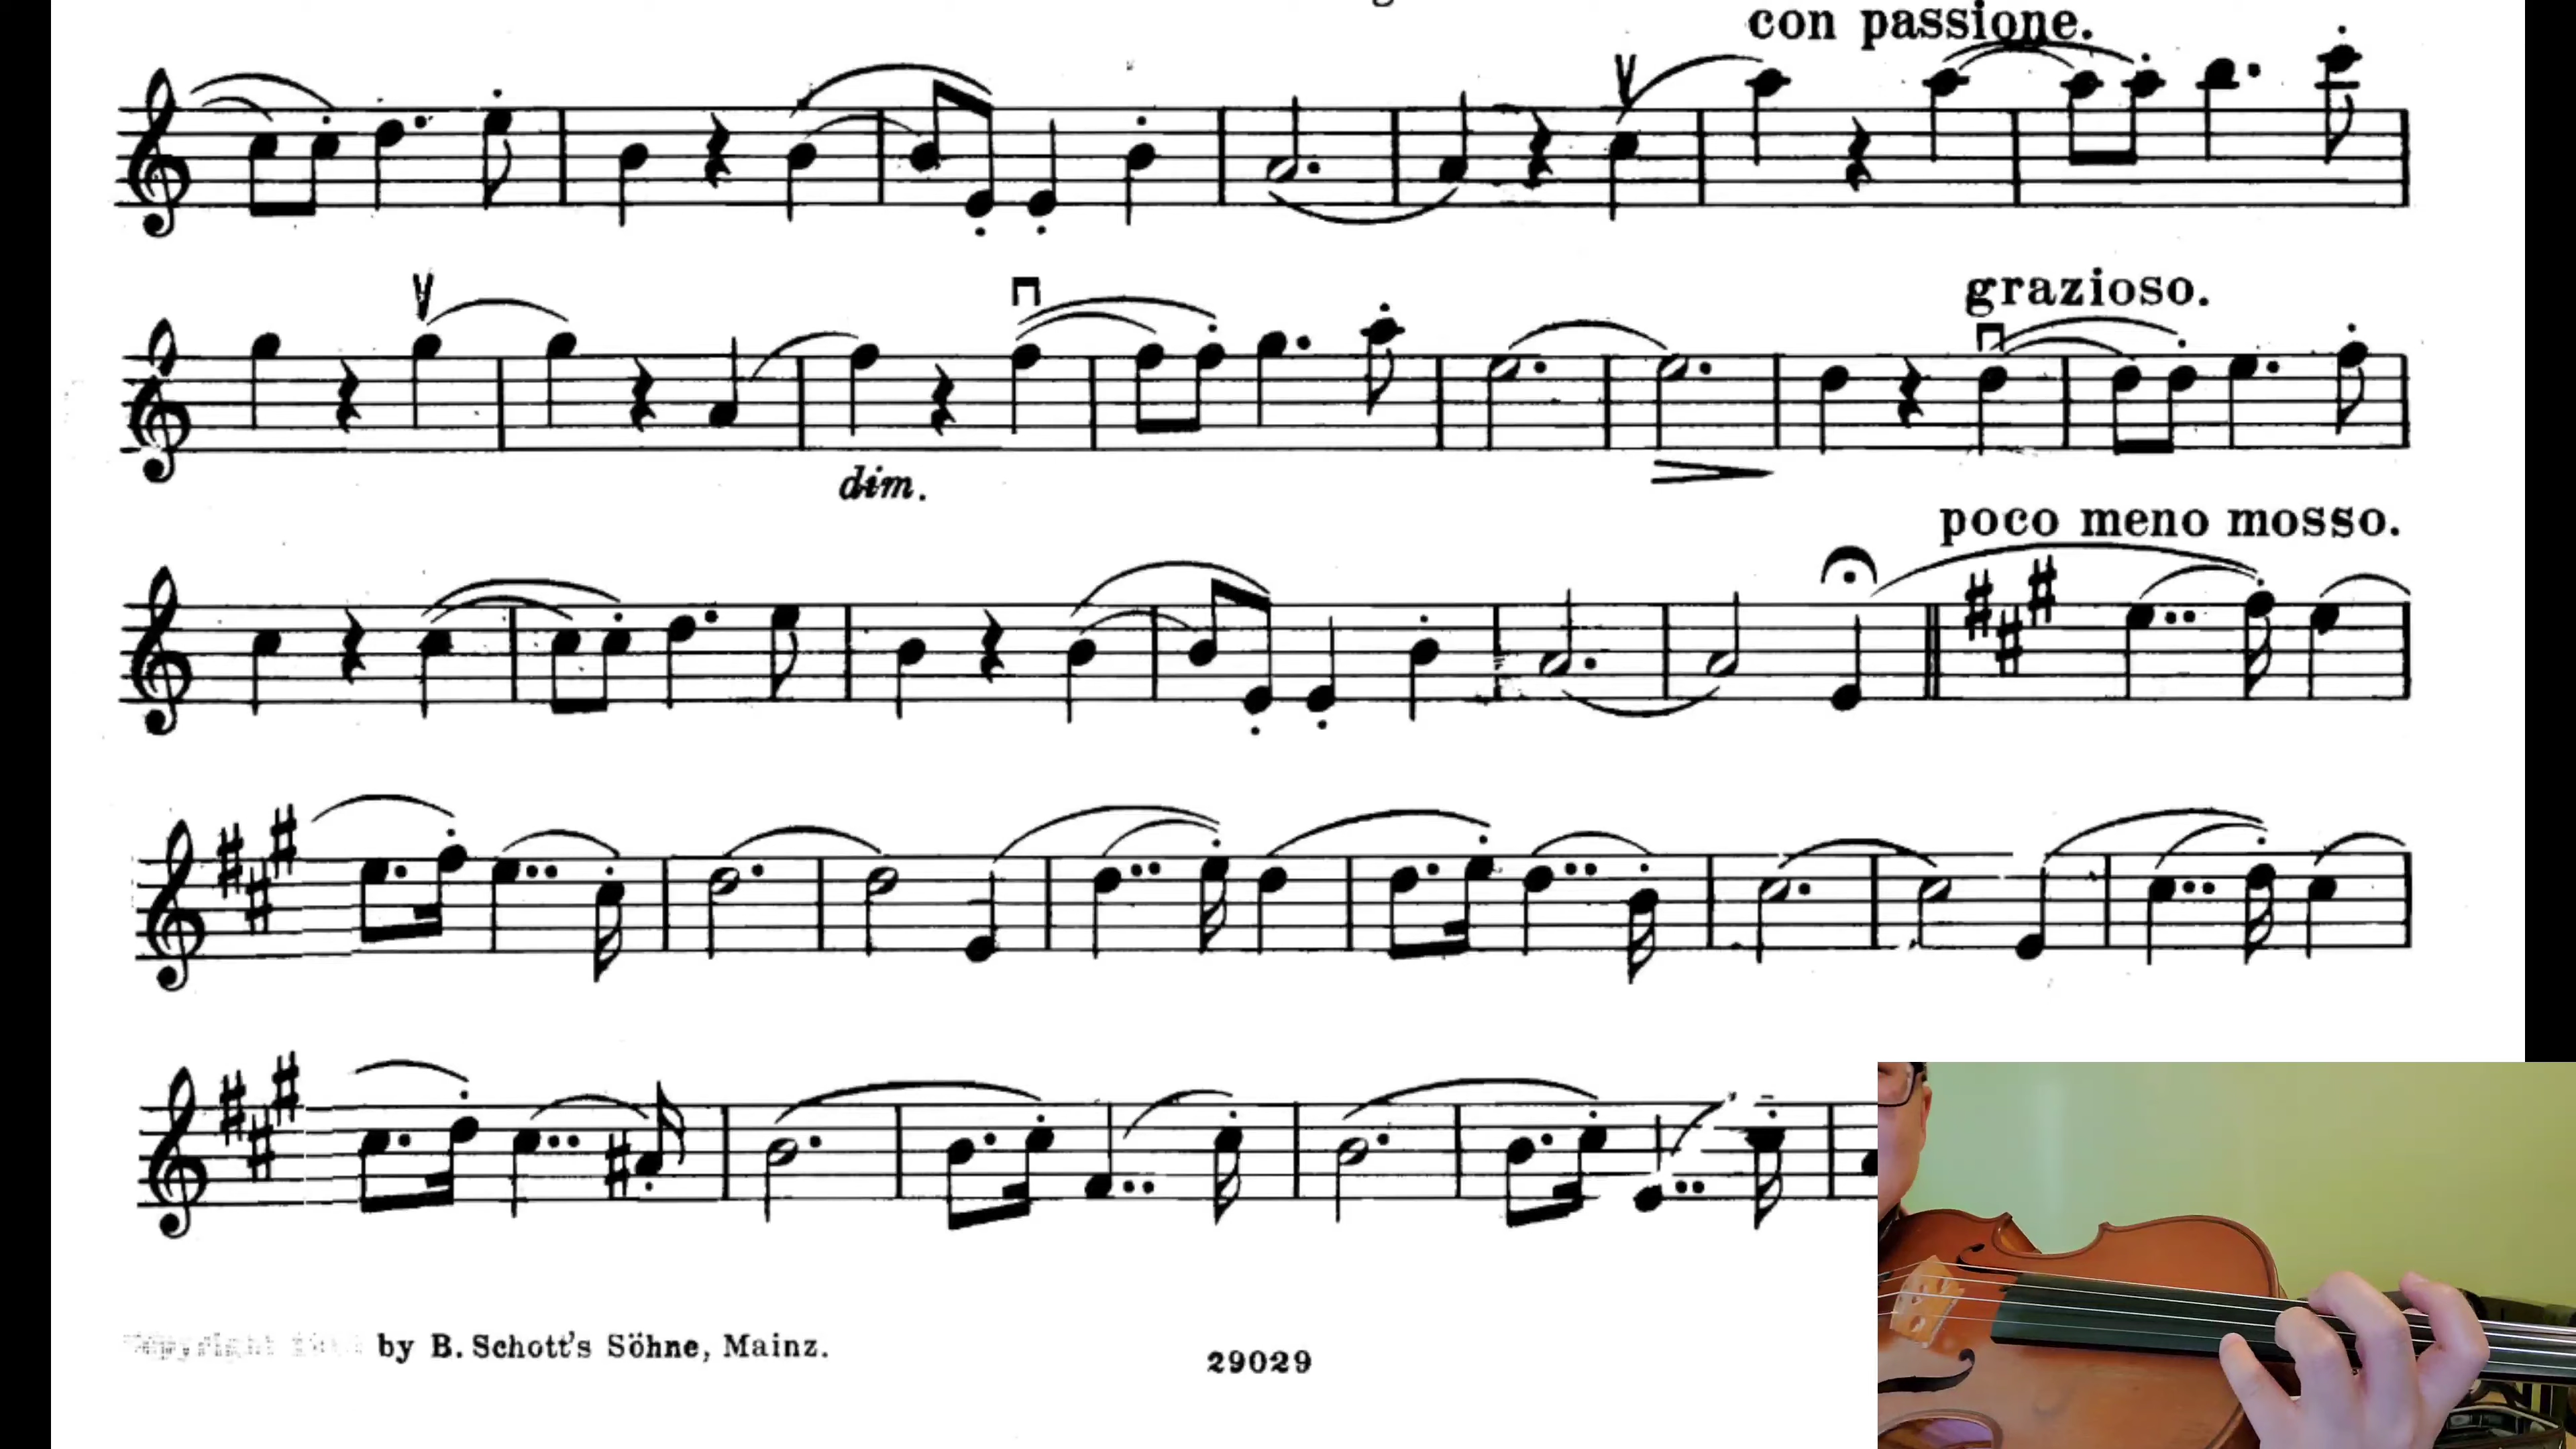 con passione.
grazioso.
dim.
poco meno mosso.
by B. Schott's Söhne, Mainz.
29029